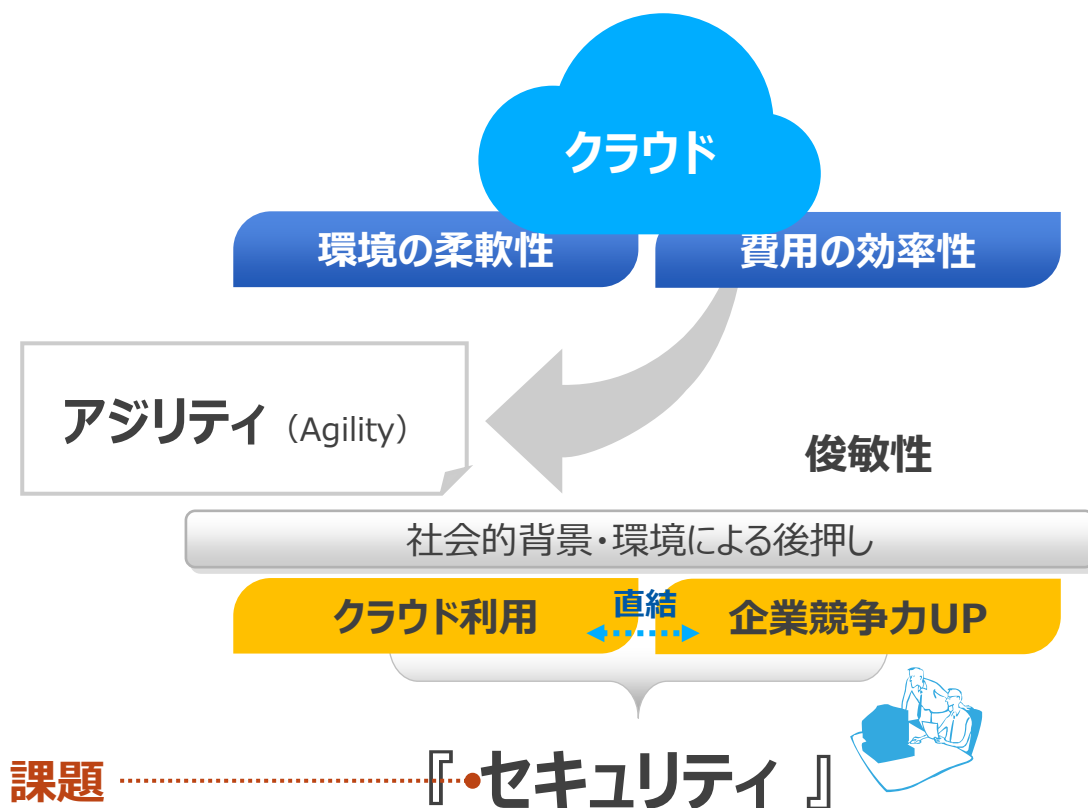 クラウド
環境の柔軟性
費用の効率性
アジリティ（Agility）
俊敏性
社会的背景・環境による後押し
クラウド利用
直結
企業競争力UP
課題
『セキュリティ 』